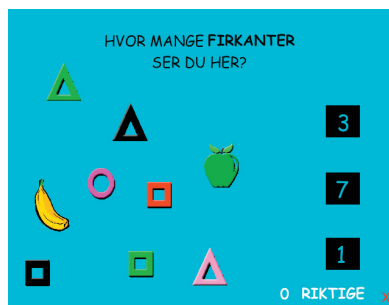 HVOR MANGE FIRKANTER
SER DU HER?
3
7
1
0 RIKTIGE
X